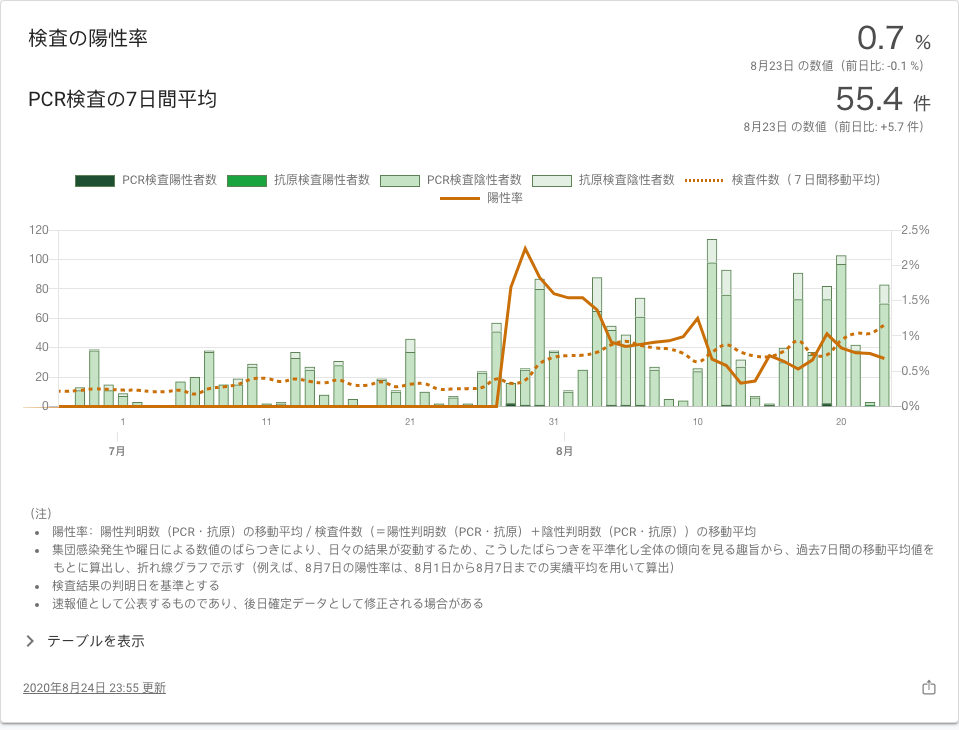 検査の陽性率
0.7 %
8月23日 の数値（前日比: -0.1 %）
PCR検査の7日間平均
55.4 件
8月23日 の数値（前日比: +5.7 件）
PCR検査陽性者数 抗原検査陽性者数 PCR検査陰性者数 抗原検査陰性者数 検査件数（７日間移動平均）
陽性率
120 2.5%
100 2%
80 1.5%
60 1%
40 0.5%
20
0 0%
1 11 21 31 10 20
7月 8月
（注）
• 陽性率：陽性判明数（PCR・抗原）の移動平均 / 検査件数（＝陽性判明数（PCR・抗原）＋陰性判明数（PCR・抗原））の移動平均
• 集団感染発生や曜日による数値のばらつきにより、日々の結果が変動するため、こうしたばらつきを平準化し全体の傾向を見る趣旨から、過去7日間の移動平均値を
もとに算出し、折れ線グラフで示す（例えば、8月7日の陽性率は、8月1日から8月7日までの実績平均を用いて算出）
• 検査結果の判明日を基準とする
• 速報値として公表するものであり、後日確定データとして修正される場合がある
テーブルを表示
2020年8月24日 23:55 更新